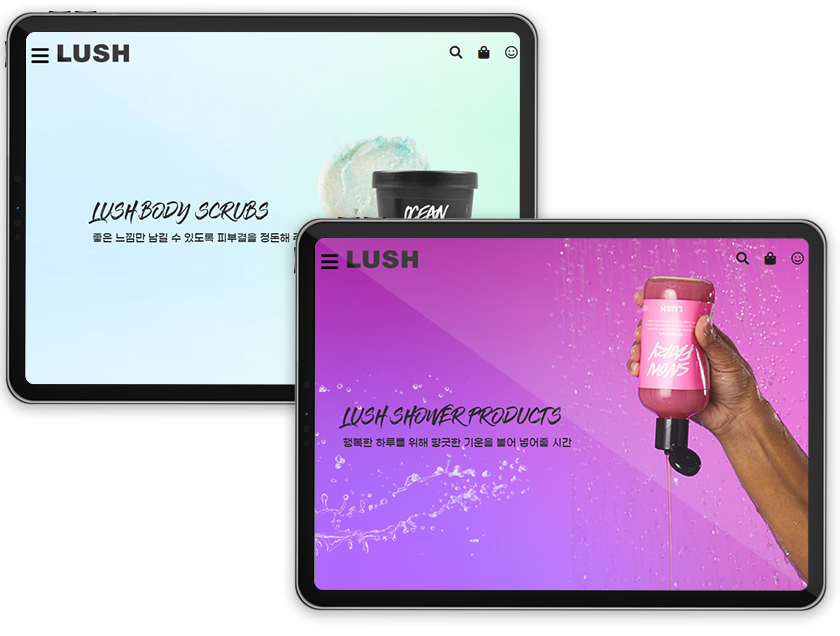 LUSH
LUSH BODY SCRUBS
좋은 느낌만 남길 수 있도록 피부결을 정돈해
OCEAN
LUSH
LUSH SHOWER PRODUCTS
행복한 하루를 위해 향긋한 기운을 불어 넣어줄 시간
LUSH
SNOW
FAIRY